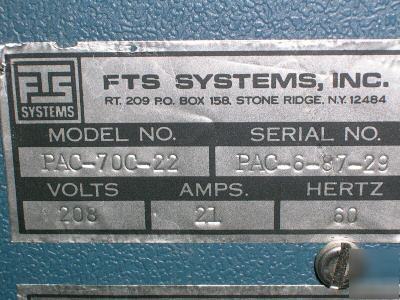 FTS SYSTEMS, INC.
RT. 209 P.O. BOX 158, STONE RIDGE, N.Y. 12484
FTS
SYSTEMS
MODEL NO. SERIAL NO.
PAC-70C-22 PAC-6-87-29
VOLTS AMPS. HERTZ
208 21 60